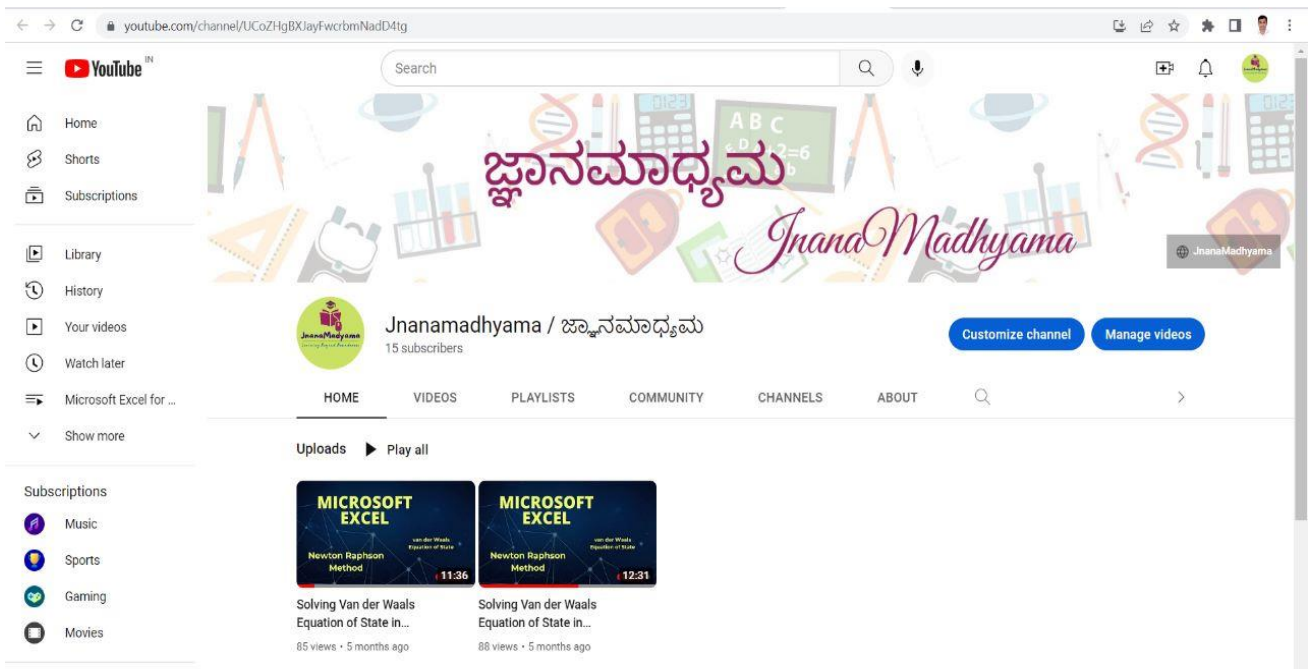 youtube.com/channel/UCoZHgBXJayFwcrbmNadD4tg
YouTube IN
Search
Home
Shorts
Subscriptions
Library
History
Your videos
Watch later
Microsoft Excel for ...
Show more
Subscriptions
Music
Sports
Gaming
Movies
0123
A B C
ಜ್ಞಾನಮಾಧ್ಯಮ
JnanaMadhyama
JnanaMadhyama
JnanaMadyama
Jnanamadhyama / ಜ್ಞಾನಮಾಧ್ಯಮ
15 subscribers
Customize channel
Manage videos
HOME VIDEOS PLAYLISTS COMMUNITY CHANNELS ABOUT
Uploads Play all
MICROSOFT
EXCEL
van der Waals
Equation of State
Newton Raphson
Method
11:36
Solving Van der Waals
Equation of State in...
85 views • 5 months ago
MICROSOFT
EXCEL
van der Waals
Equation of State
Newton Raphson
Method
12:31
Solving Van der Waals
Equation of State in...
88 views • 5 months ago